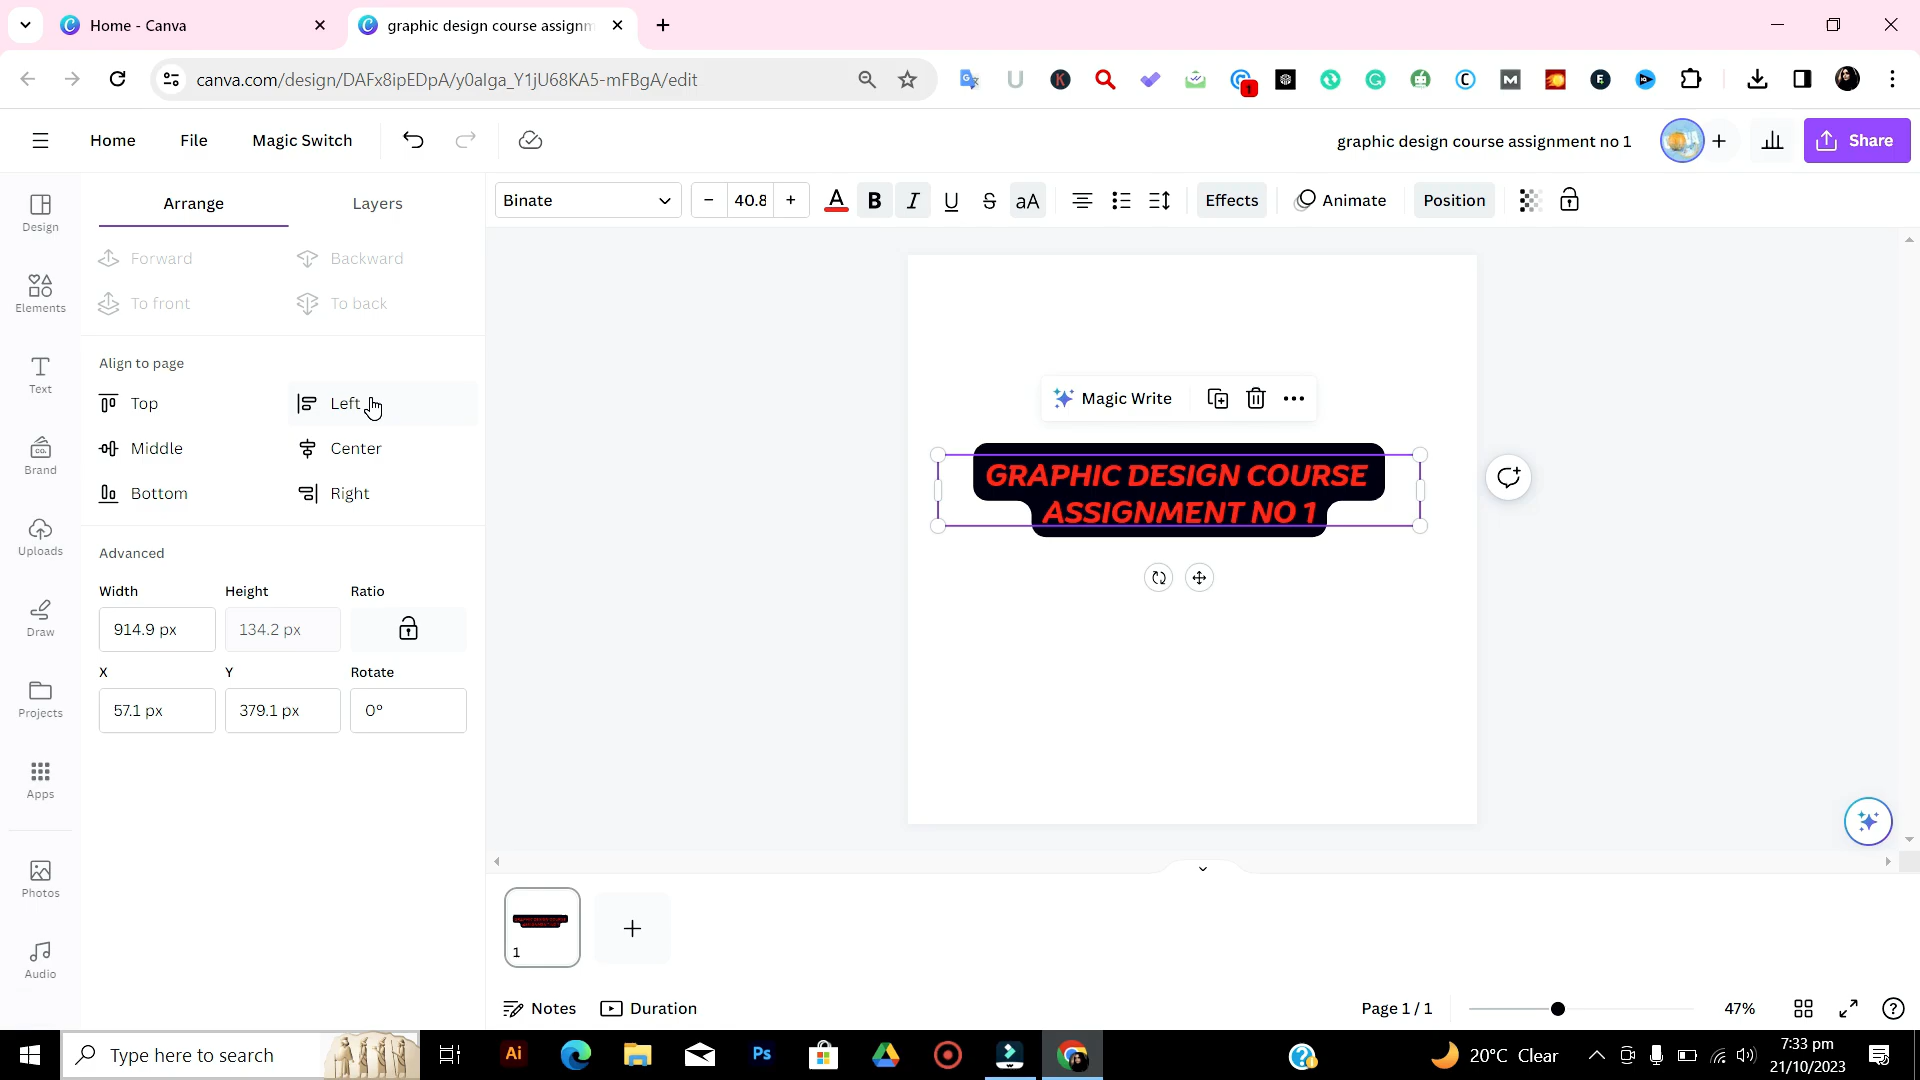 Home - Canva
graphic design course assignm
canva.com/design/DAFx8ipEDpA/y0aIga_Y1jU68KA5-mFBgA/edit
Home
File
Magic Switch
graphic design course assignment no 1
Share
Design
Elements
Text
Brand
Uploads
Draw
Projects
Apps
Photos
Audio
Arrange
Layers
Forward
Backward
To front
To back
Align to page
Top
Left
Middle
Center
Bottom
Right
Advanced
Width
Height
Ratio
914.9 px
134.2 px
X
Y
Rotate
57.1 px
379.1 px
0°
Binate
− 40.8 +
A
B
I
U
S
aA
Effects
Animate
Position
Magic Write
GRAPHIC DESIGN COURSE
ASSIGNMENT NO 1
1
Notes
Duration
Page 1 / 1
47%
Type here to search
Ai
Ps
20°C Clear
7:33 pm
21/10/2023